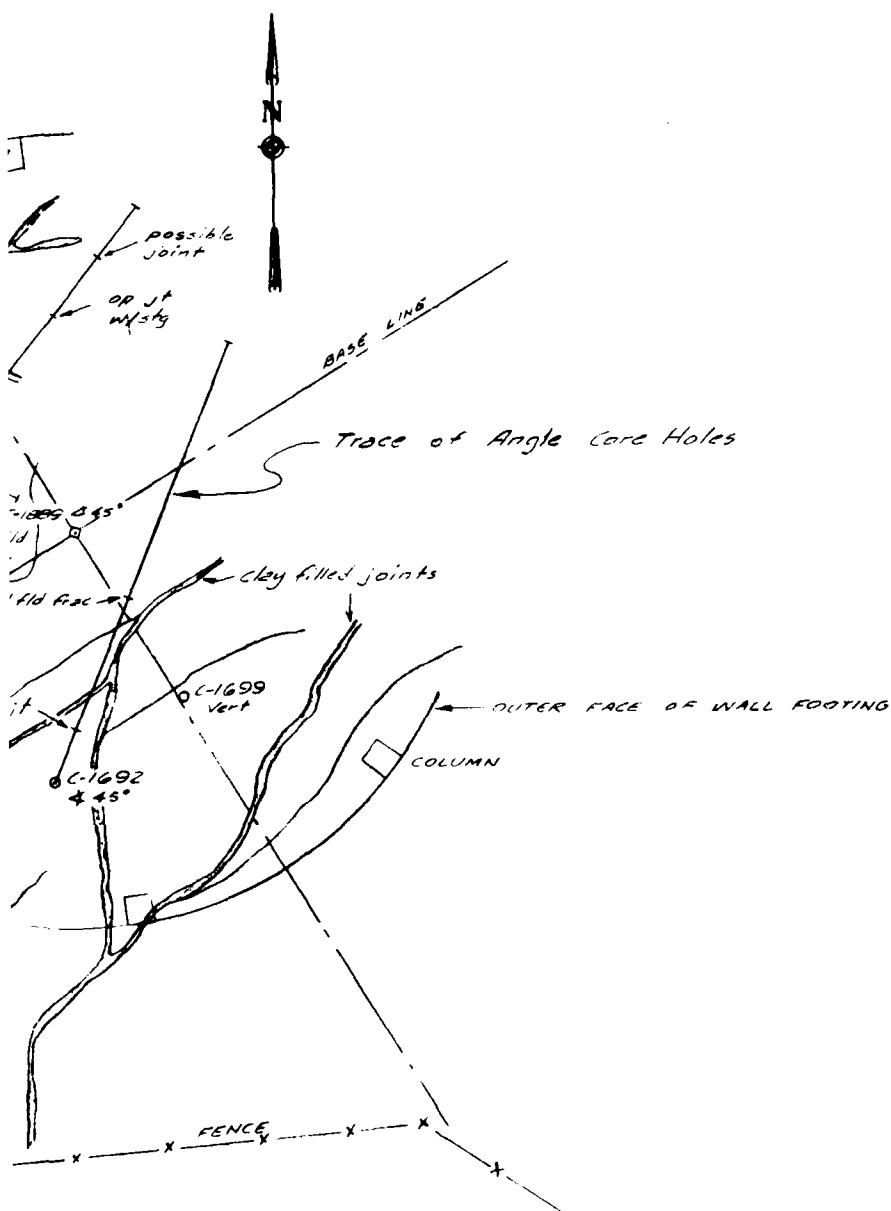 N
possible
joint
op jt
w/stg
BASE LINE
Trace of Angle Core Holes
∡ 45°
Clay filled joints
fld frac
C-1699
Vert
jt
OUTER FACE OF WALL FOOTING
COLUMN
C-1692
∡ 45°
FENCE